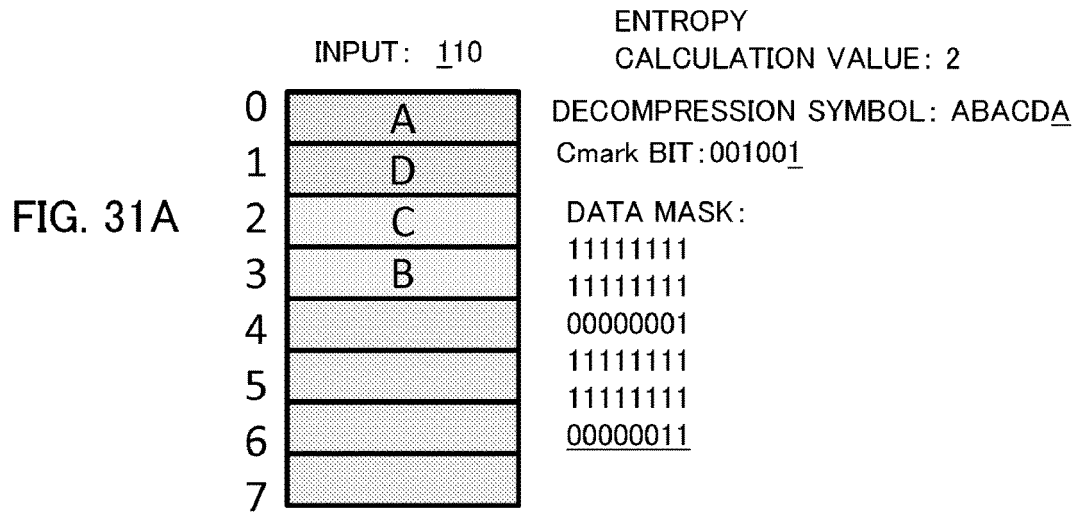 ENTROPY
CALCULATION VALUE: 2
INPUT: 110
DECOMPRESSION SYMBOL: ABACDA
Cmark BIT:001001
FIG. 31A
0 A
1 D
2 C
3 B
4
5
6
7
DATA MASK:
11111111
11111111
00000001
11111111
11111111
00000011